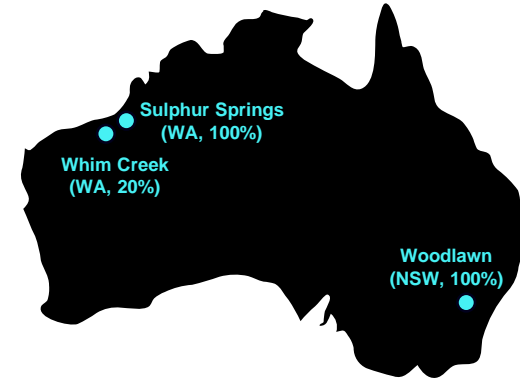 Sulphur Springs
(WA, 100%)
Whim Creek
(WA, 20%)
Woodlawn
(NSW, 100%)